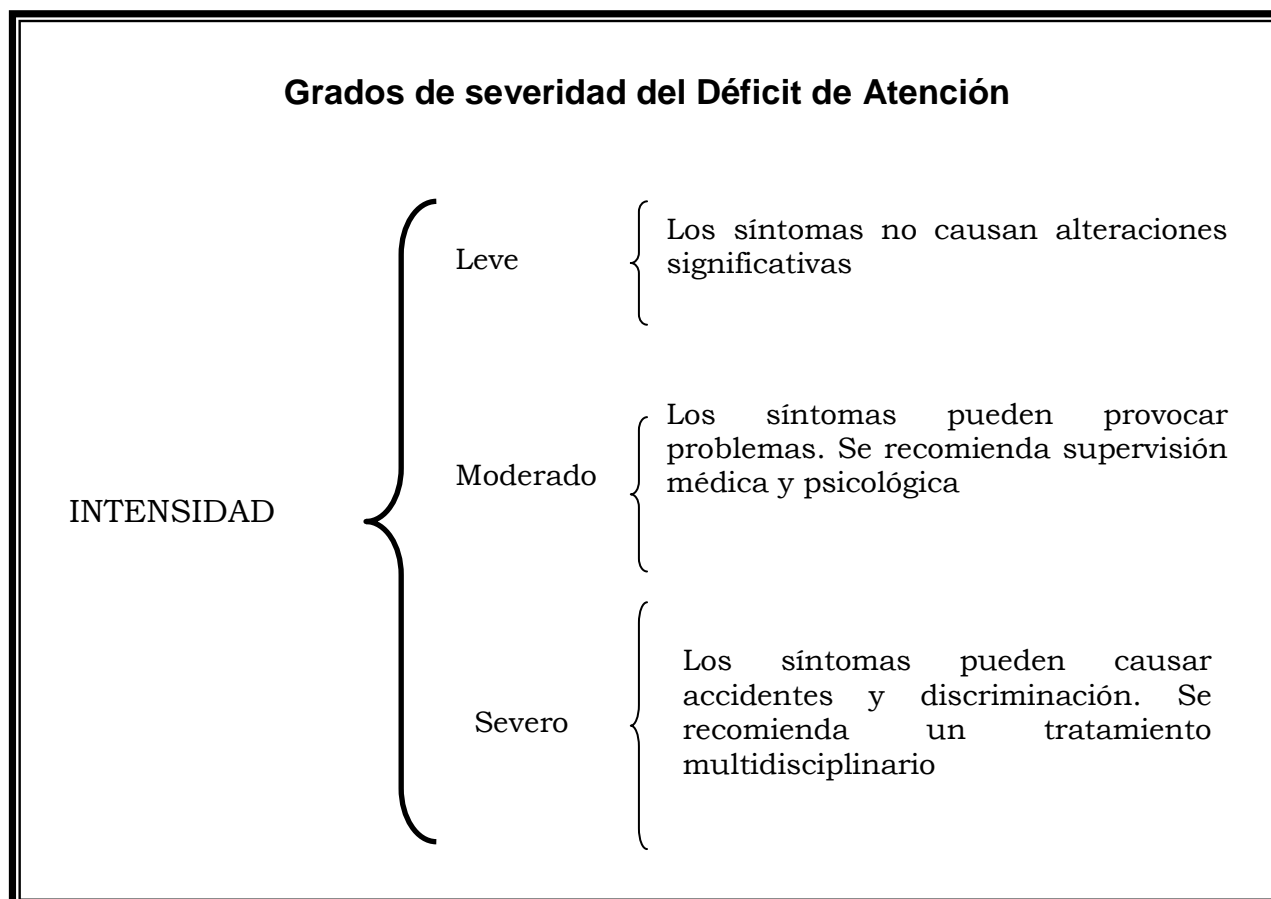 Grados de severidad del Déficit de Atención
Leve
Los síntomas no causan alteraciones
significativas
INTENSIDAD
Moderado
Los síntomas pueden provocar
problemas. Se recomienda supervisión
médica y psicológica
Severo
Los síntomas pueden causar
accidentes y discriminación. Se
recomienda un tratamiento
multidisciplinario